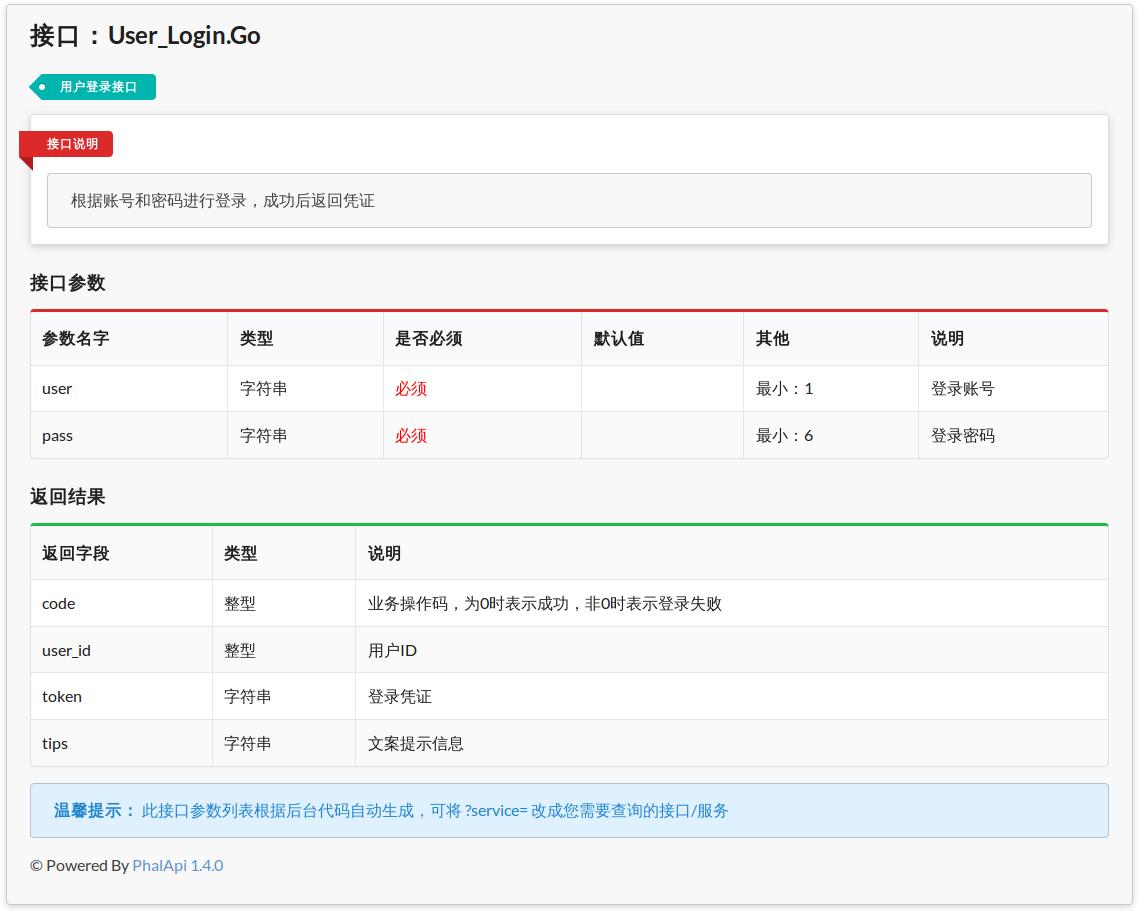 接口：User_Login.Go
用户登录接口
接口说明
根据账号和密码进行登录，成功后返回凭证
接口参数
参数名字 类型 是否必须 默认值 其他 说明
user 字符串 必须 最小：1 登录账号
pass 字符串 必须 最小：6 登录密码
返回结果
返回字段 类型 说明
code 整型 业务操作码，为0时表示成功，非0时表示登录失败
user_id 整型 用户ID
token 字符串 登录凭证
tips 字符串 文案提示信息
温馨提示： 此接口参数列表根据后台代码自动生成，可将 ?service= 改成您需要查询的接口/服务
© Powered By PhalApi 1.4.0